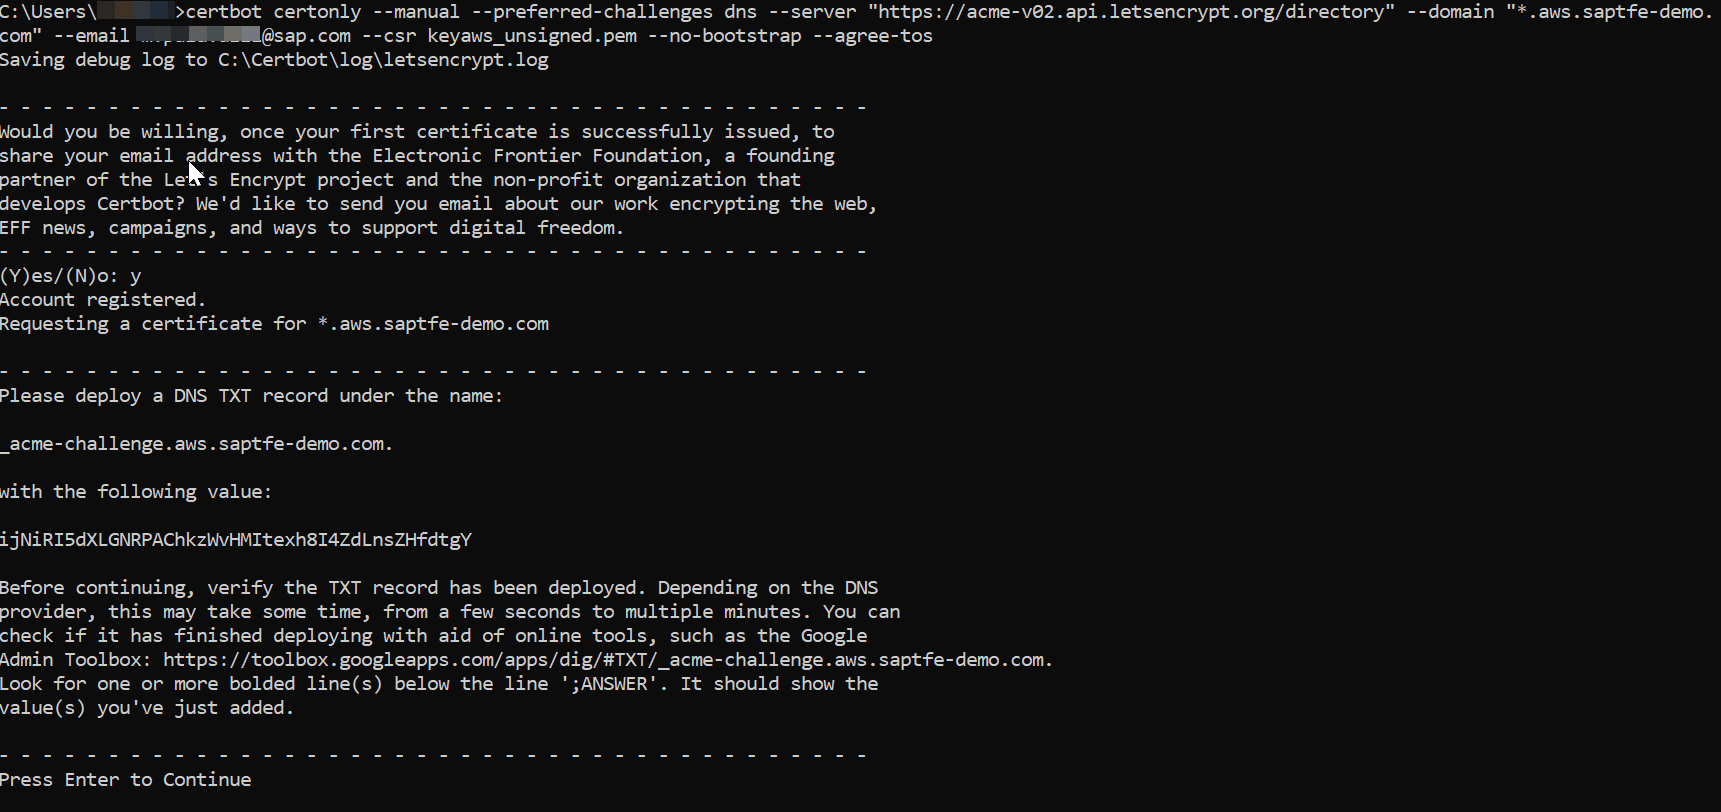 C:\Users\ >certbot certonly --manual --preferred-challenges dns --server "https://acme-v02.api.letsencrypt.org/directory" --domain "*.aws.saptfe-demo.
com" --email @sap.com --csr keyaws_unsigned.pem --no-bootstrap --agree-tos
Saving debug log to C:\Certbot\log\letsencrypt.log
- - - - - - - - - - - - - - - - - - - - - - - - - - - - - - - - - - - - - - - -
Would you be willing, once your first certificate is successfully issued, to
share your email address with the Electronic Frontier Foundation, a founding
partner of the Let's Encrypt project and the non-profit organization that
develops Certbot? We'd like to send you email about our work encrypting the web,
EFF news, campaigns, and ways to support digital freedom.
- - - - - - - - - - - - - - - - - - - - - - - - - - - - - - - - - - - - - - - -
(Y)es/(N)o: y
Account registered.
Requesting a certificate for *.aws.saptfe-demo.com
- - - - - - - - - - - - - - - - - - - - - - - - - - - - - - - - - - - - - - - -
Please deploy a DNS TXT record under the name:
_acme-challenge.aws.saptfe-demo.com.
with the following value:
ijNiRI5dXLGNRPAChkzWvHMItexh8I4ZdLnsZHfdtgY
Before continuing, verify the TXT record has been deployed. Depending on the DNS
provider, this may take some time, from a few seconds to multiple minutes. You can
check if it has finished deploying with aid of online tools, such as the Google
Admin Toolbox: https://toolbox.googleapps.com/apps/dig/#TXT/_acme-challenge.aws.saptfe-demo.com.
Look for one or more bolded line(s) below the line ';ANSWER'. It should show the
value(s) you've just added.
- - - - - - - - - - - - - - - - - - - - - - - - - - - - - - - - - - - - - - - -
Press Enter to Continue